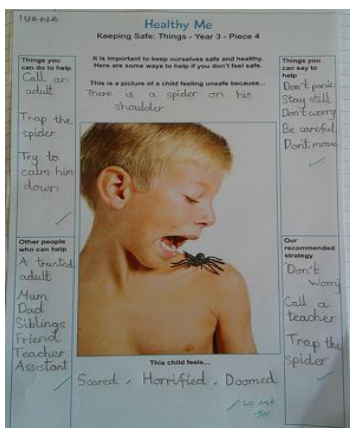 IVANA
Healthy Me
Keeping Safe: Things - Year 3 - Piece 4
It is important to keep ourselves safe and healthy.
Here are some ways to help if you don't feel safe.
This is a picture of a child feeling unsafe because...
There is a spider on his
shoulder
Things you
can do to help
Call an
adult
Trap the
spider
Try to
calm him
down
Things you
can say to
help
Don't panic
Stay still
Don't worry
Be careful
Don't move
Other people
who can help
A trusted
adult
Mum
Dad
Siblings
Friend
Teacher
Assistant
Our
recommended
strategy
Don't
worry
Call a
teacher
Trap the
spider
This child feels...
Scared, Horrified, Doomed